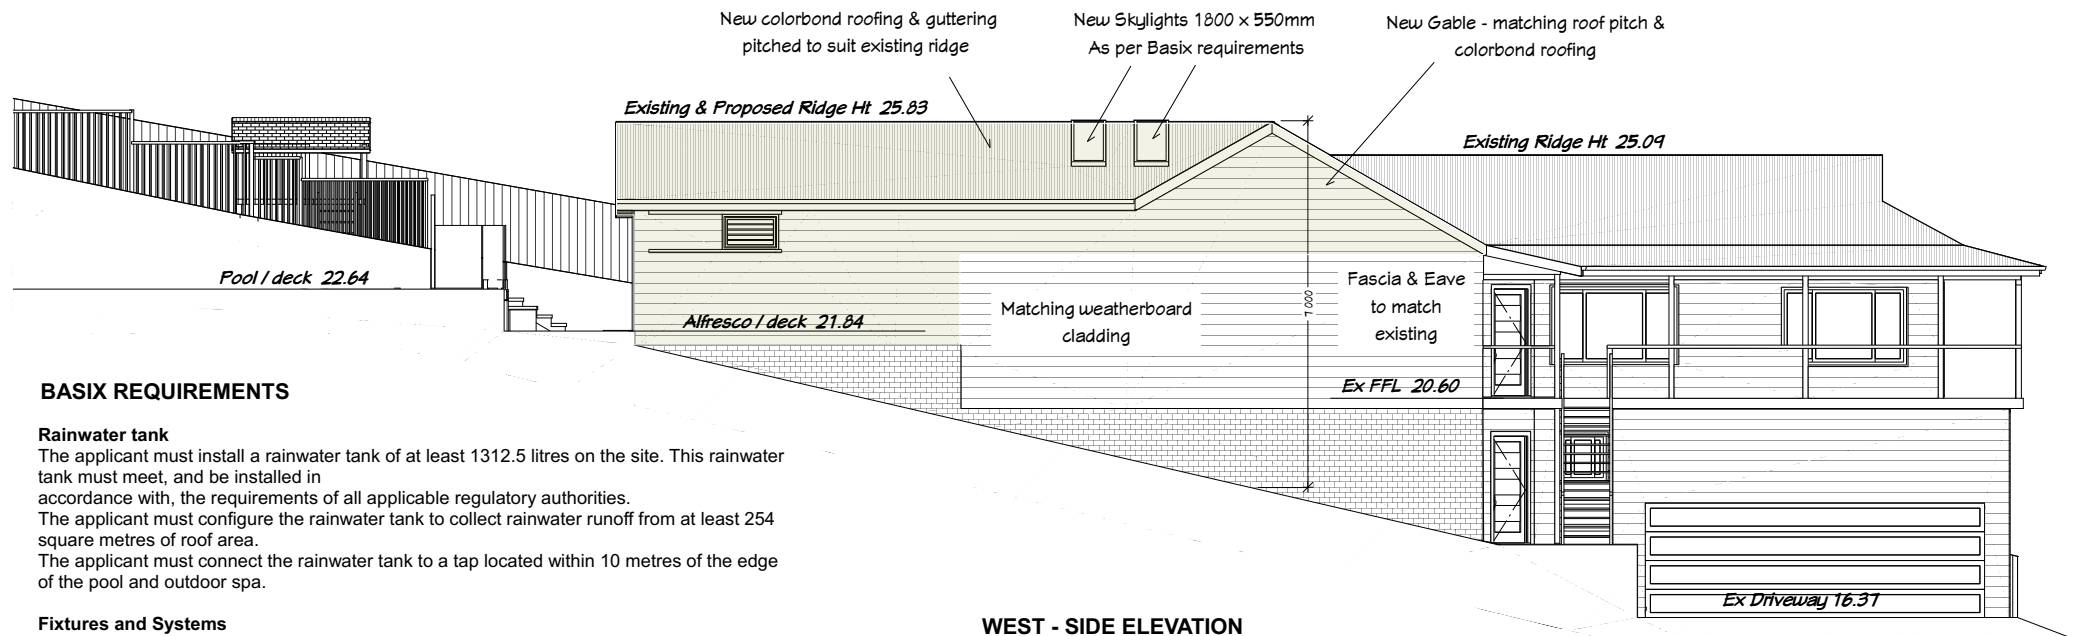 New colorbond roofing & guttering
pitched to suit existing ridge
New Skylights 1800 x 550mm
As per Basix requirements
New Gable - matching roof pitch &
colorbond roofing
Existing & Proposed Ridge Ht 25.83
Existing Ridge Ht 25.09
Pool / deck 22.64
Alfresco / deck 21.84
Matching weatherboard
cladding
7 000
Fascia & Eave
to match
existing
Ex FFL 20.60
Ex Driveway 16.37
BASIX REQUIREMENTS
Rainwater tank
The applicant must install a rainwater tank of at least 1312.5 litres on the site. This rainwater
tank must meet, and be installed in
accordance with, the requirements of all applicable regulatory authorities.
The applicant must configure the rainwater tank to collect rainwater runoff from at least 254
square metres of roof area.
The applicant must connect the rainwater tank to a tap located within 10 metres of the edge
of the pool and outdoor spa.
Fixtures and Systems
WEST - SIDE ELEVATION